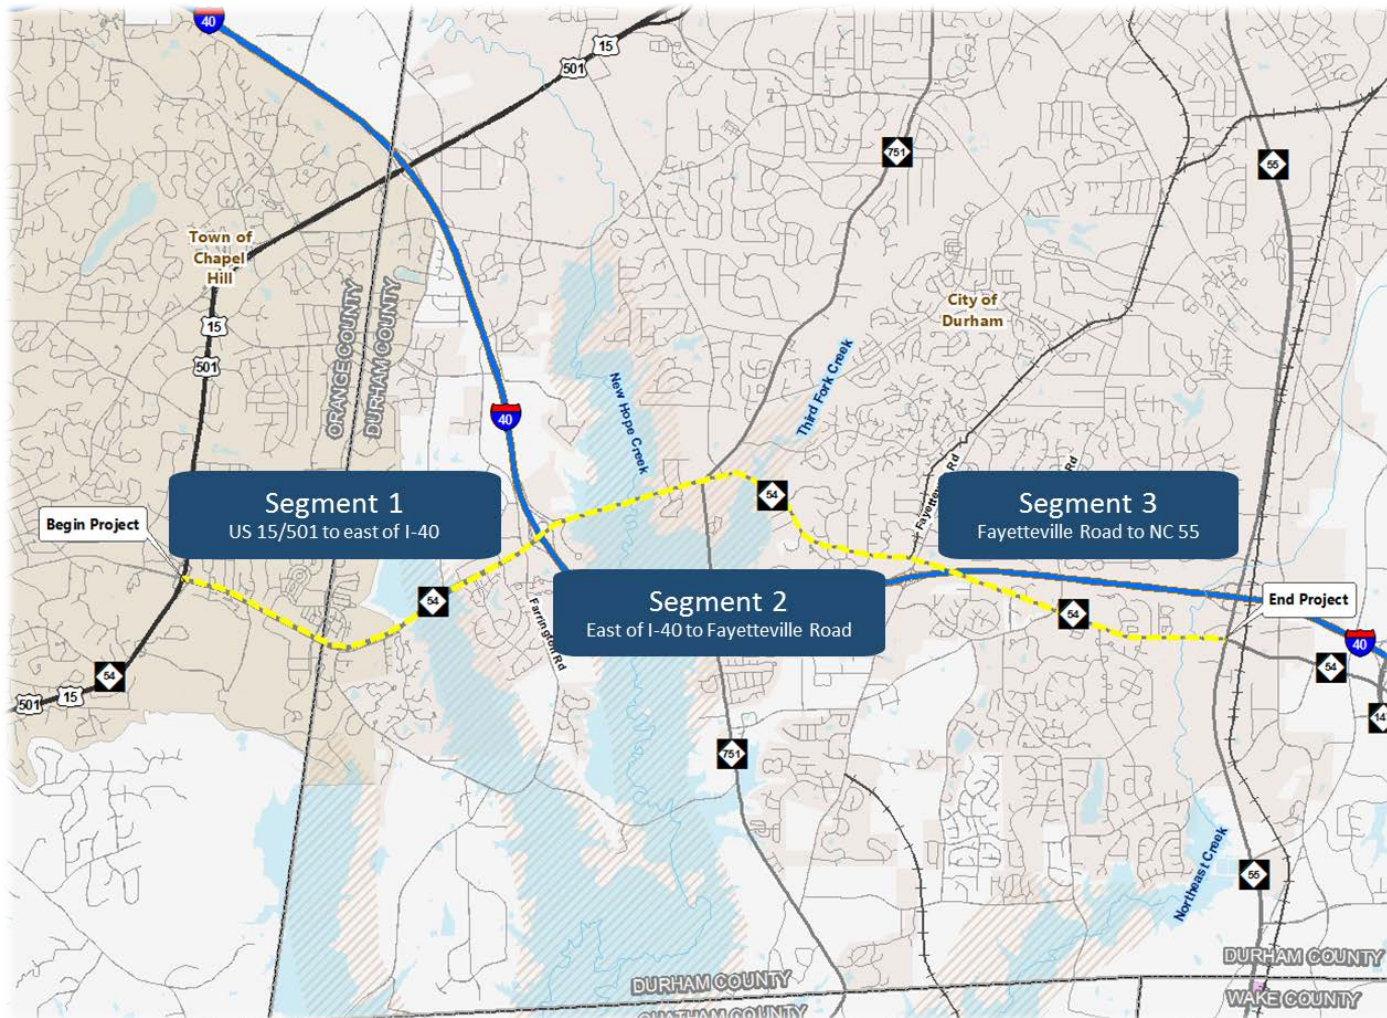 40
15
501
751
55
Town of
Chapel
Hill
City of
Durham
15
501
ORANGE COUNTY
DURHAM COUNTY
40
New Hope Creek
Third Fork Creek
54
Segment 1
US 15/501 to east of I-40
Segment 3
Fayetteville Road to NC 55
Begin Project
54
Segment 2
East of I-40 to Fayetteville Road
Farrington Rd
54
End Project
40
54
54
501
15
14
751
55
Northeast Creek
DURHAM COUNTY
DURHAM COUNTY
CHATHAM COUNTY
WAKE COUNTY